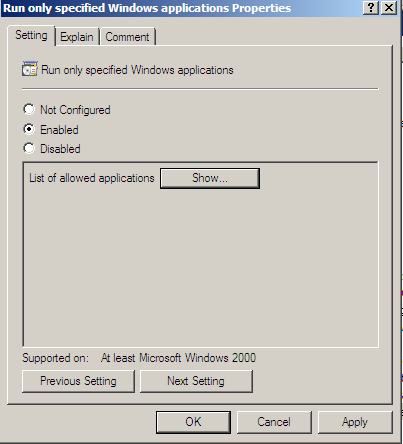 Run only specified Windows applications Properties
Setting Explain Comment
Run only specified Windows applications
Not Configured
Enabled
Disabled
List of allowed applications Show...
Supported on: At least Microsoft Windows 2000
Previous Setting Next Setting
OK Cancel Apply